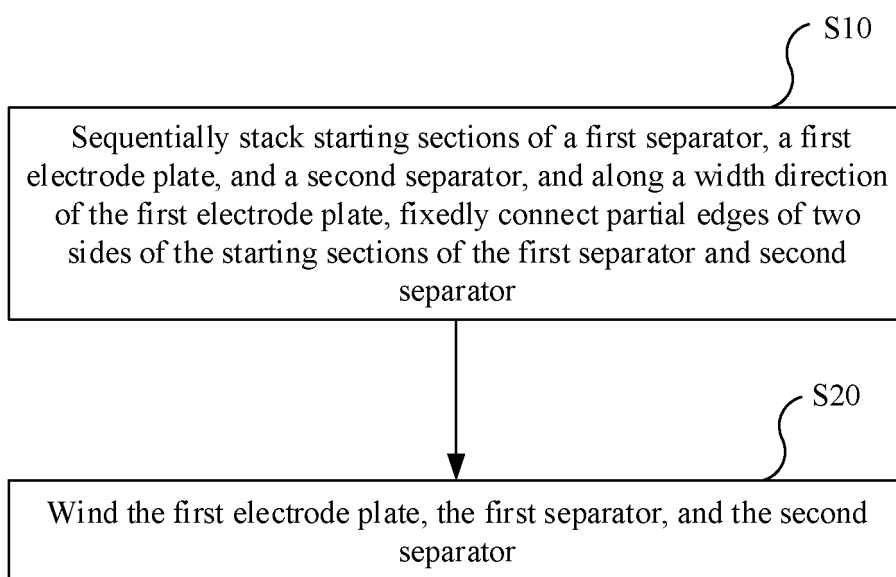 S10
Sequentially stack starting sections of a first separator, a first
electrode plate, and a second separator, and along a width direction
of the first electrode plate, fixedly connect partial edges of two
sides of the starting sections of the first separator and second
separator
S20
Wind the first electrode plate, the first separator, and the second
separator